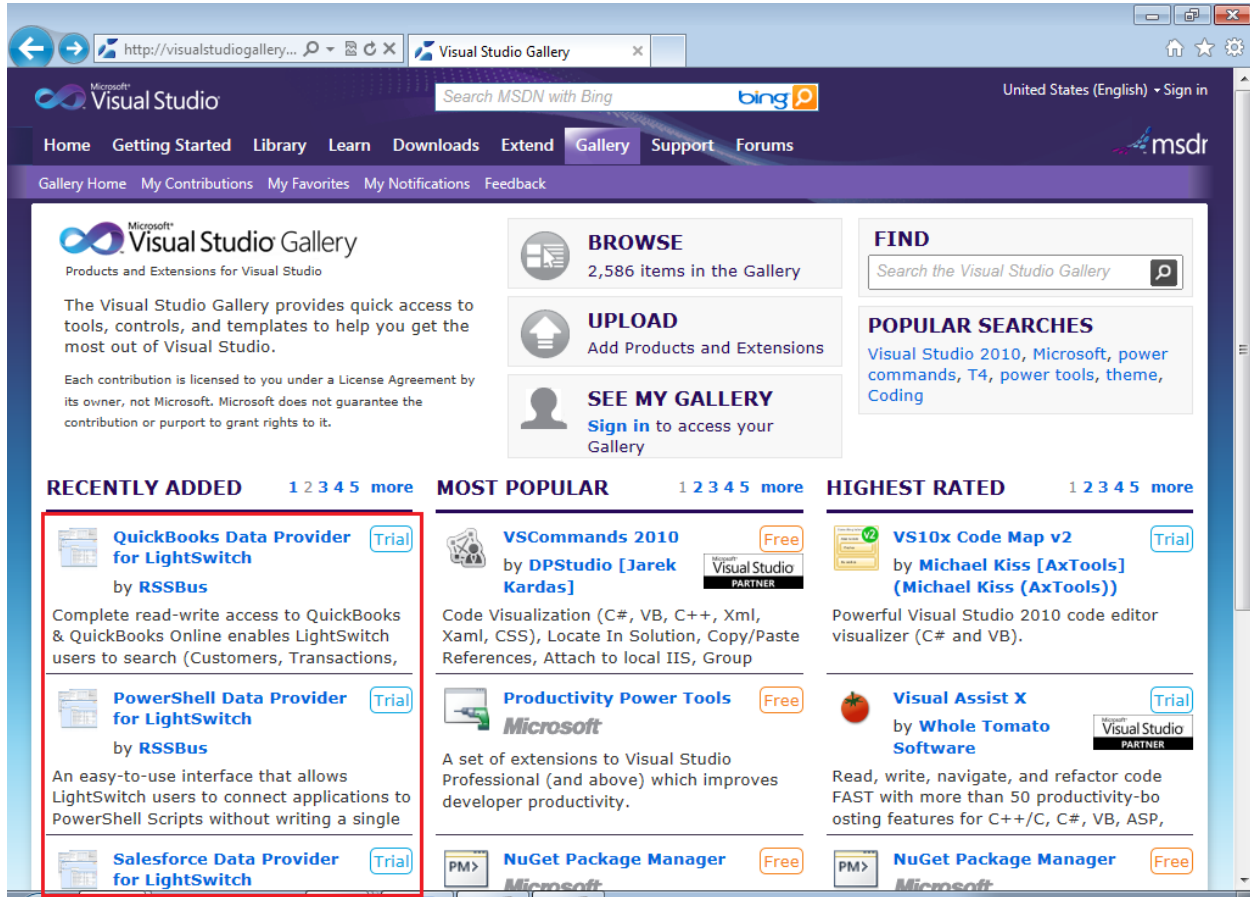 http://visualstudiogallery...
Visual Studio Gallery
Microsoft®
Visual Studio
Search MSDN with Bing
bing
United States (English) Sign in
Home Getting Started Library Learn Downloads Extend Gallery Support Forums
msdn
Gallery Home My Contributions My Favorites My Notifications Feedback
Microsoft®
Visual Studio Gallery
Products and Extensions for Visual Studio
The Visual Studio Gallery provides quick access to
tools, controls, and templates to help you get the
most out of Visual Studio.
Each contribution is licensed to you under a License Agreement by
its owner, not Microsoft. Microsoft does not guarantee the
contribution or purport to grant rights to it.
BROWSE
2,586 items in the Gallery
UPLOAD
Add Products and Extensions
SEE MY GALLERY
Sign in to access your
Gallery
FIND
Search the Visual Studio Gallery
POPULAR SEARCHES
Visual Studio 2010, Microsoft, power
commands, T4, power tools, theme,
Coding
RECENTLY ADDED 1 2 3 4 5 more
QuickBooks Data Provider Trial
for LightSwitch
by RSSBus
Complete read-write access to QuickBooks
& QuickBooks Online enables LightSwitch
users to search (Customers, Transactions,
PowerShell Data Provider Trial
for LightSwitch
by RSSBus
An easy-to-use interface that allows
LightSwitch users to connect applications to
PowerShell Scripts without writing a single
Salesforce Data Provider Trial
for LightSwitch
MOST POPULAR 1 2 3 4 5 more
VSCommands 2010 Free
by DPStudio [Jarek
Kardas]
Microsoft®
Visual Studio
PARTNER
Code Visualization (C#, VB, C++, Xml,
Xaml, CSS), Locate In Solution, Copy/Paste
References, Attach to local IIS, Group
Productivity Power Tools Free
Microsoft
A set of extensions to Visual Studio
Professional (and above) which improves
developer productivity.
PM>
NuGet Package Manager Free
Microsoft
HIGHEST RATED 1 2 3 4 5 more
v2
VS10x Code Map v2 Trial
by Michael Kiss [AxTools]
(Michael Kiss (AxTools))
Powerful Visual Studio 2010 code editor
visualizer (C# and VB).
Visual Assist X Trial
by Whole Tomato
Software
Microsoft®
Visual Studio
PARTNER
Read, write, navigate, and refactor code
FAST with more than 50 productivity-bo
osting features for C++/C, C#, VB, ASP,
PM>
NuGet Package Manager Free
Microsoft